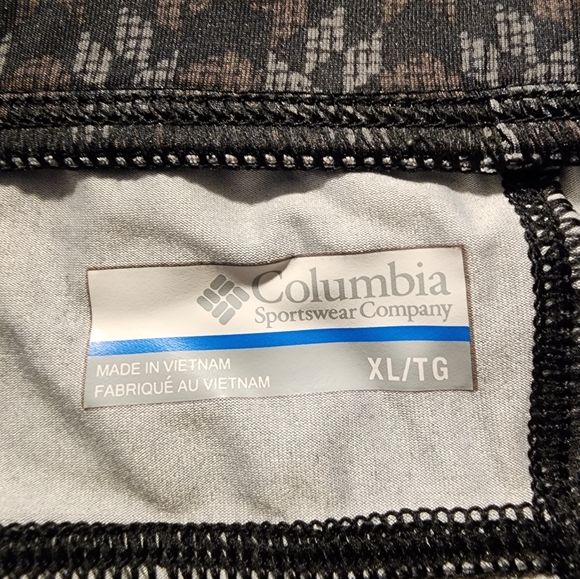 Columbia
Sportswear Company
MADE IN VIETNAM
FABRIQUÉ AU VIETNAM
XL/TG